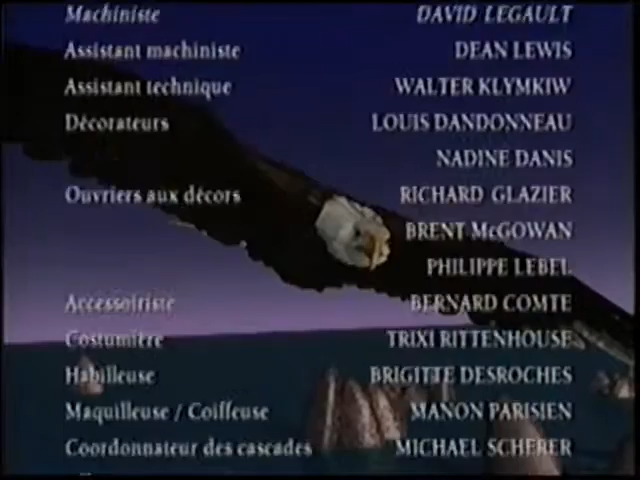 Machiniste DAVID LEGAULT
Assistant machiniste DEAN LEWIS
Assistant technique WALTER KLYMKIW
Décorateurs LOUIS DANDONNEAU
NADINE DANIS
Ouvriers aux décors RICHARD GLAZIER
BRENT McGOWAN
PHILIPPE LEBEL
Accessoiriste BERNARD COMTE
Costumière TRIXI RITTENHOUSE
Habilleuse BRIGITTE DESROCHES
Maquilleuse / Coiffeuse MANON PARISIEN
Coordonnateur des cascades MICHAEL SCHERER